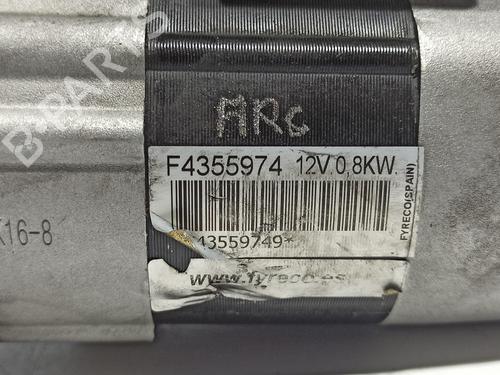 B-PARTS
ARG
F4355974 12V.0,8KW.
FYRECO(SPAIN)
K16-8
43559749*
www.fyreco.es